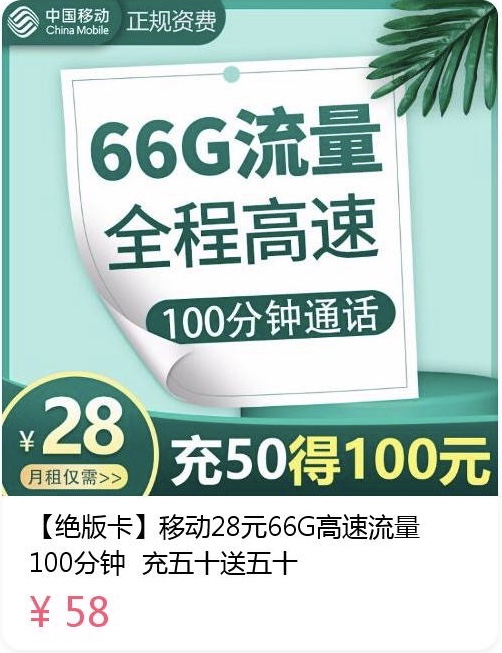 中国移动
China Mobile
正规资费
66G流量
全程高速
100分钟通话
¥28
月租仅需>>
充50得100元
【绝版卡】移动28元66G高速流量
100分钟 充五十送五十
¥ 58